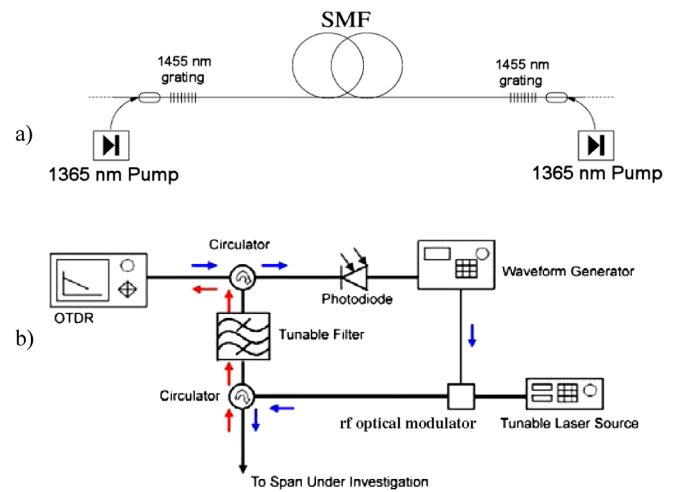 SMF
1455 nm
grating
1455 nm
grating
a)
1365 nm Pump
1365 nm Pump
Circulator
OTDR
Photodiode
Waveform Generator
b)
Tunable Filter
Circulator
rf optical modulator
Tunable Laser Source
To Span Under Investigation